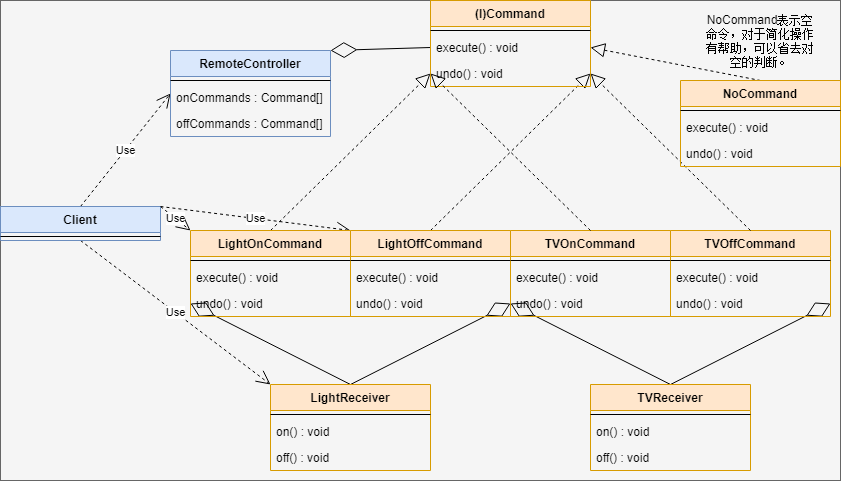 (I)Command
execute() : void
undo() : void
NoCommand表示空
命令，对于简化操作
有帮助，可以省去对
空的判断。
RemoteController
onCommands : Command[]
offCommands : Command[]
NoCommand
execute() : void
undo() : void
Use
Client
Use
Use
Use
LightOnCommand
execute() : void
undo() : void
LightOffCommand
execute() : void
undo() : void
TVOnCommand
execute() : void
undo() : void
TVOffCommand
execute() : void
undo() : void
LightReceiver
on() : void
off() : void
TVReceiver
on() : void
off() : void